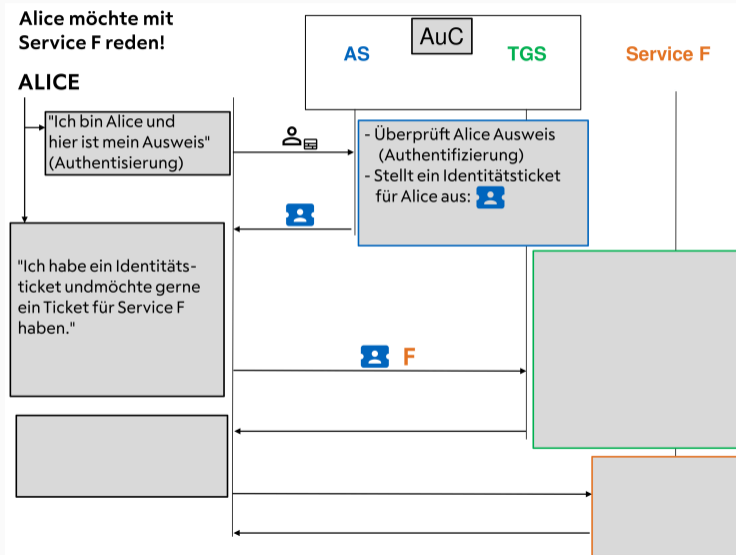 Alice möchte mit
Service F reden!
AuC
AS
TGS
Service F
ALICE
"Ich bin Alice und
hier ist mein Ausweis"
(Authentisierung)
- Überprüft Alice Ausweis
(Authentifizierung)
- Stellt ein Identitätsticket
für Alice aus:
"Ich habe ein Identitäts-
ticket undmöchte gerne
ein Ticket für Service F
haben."
F